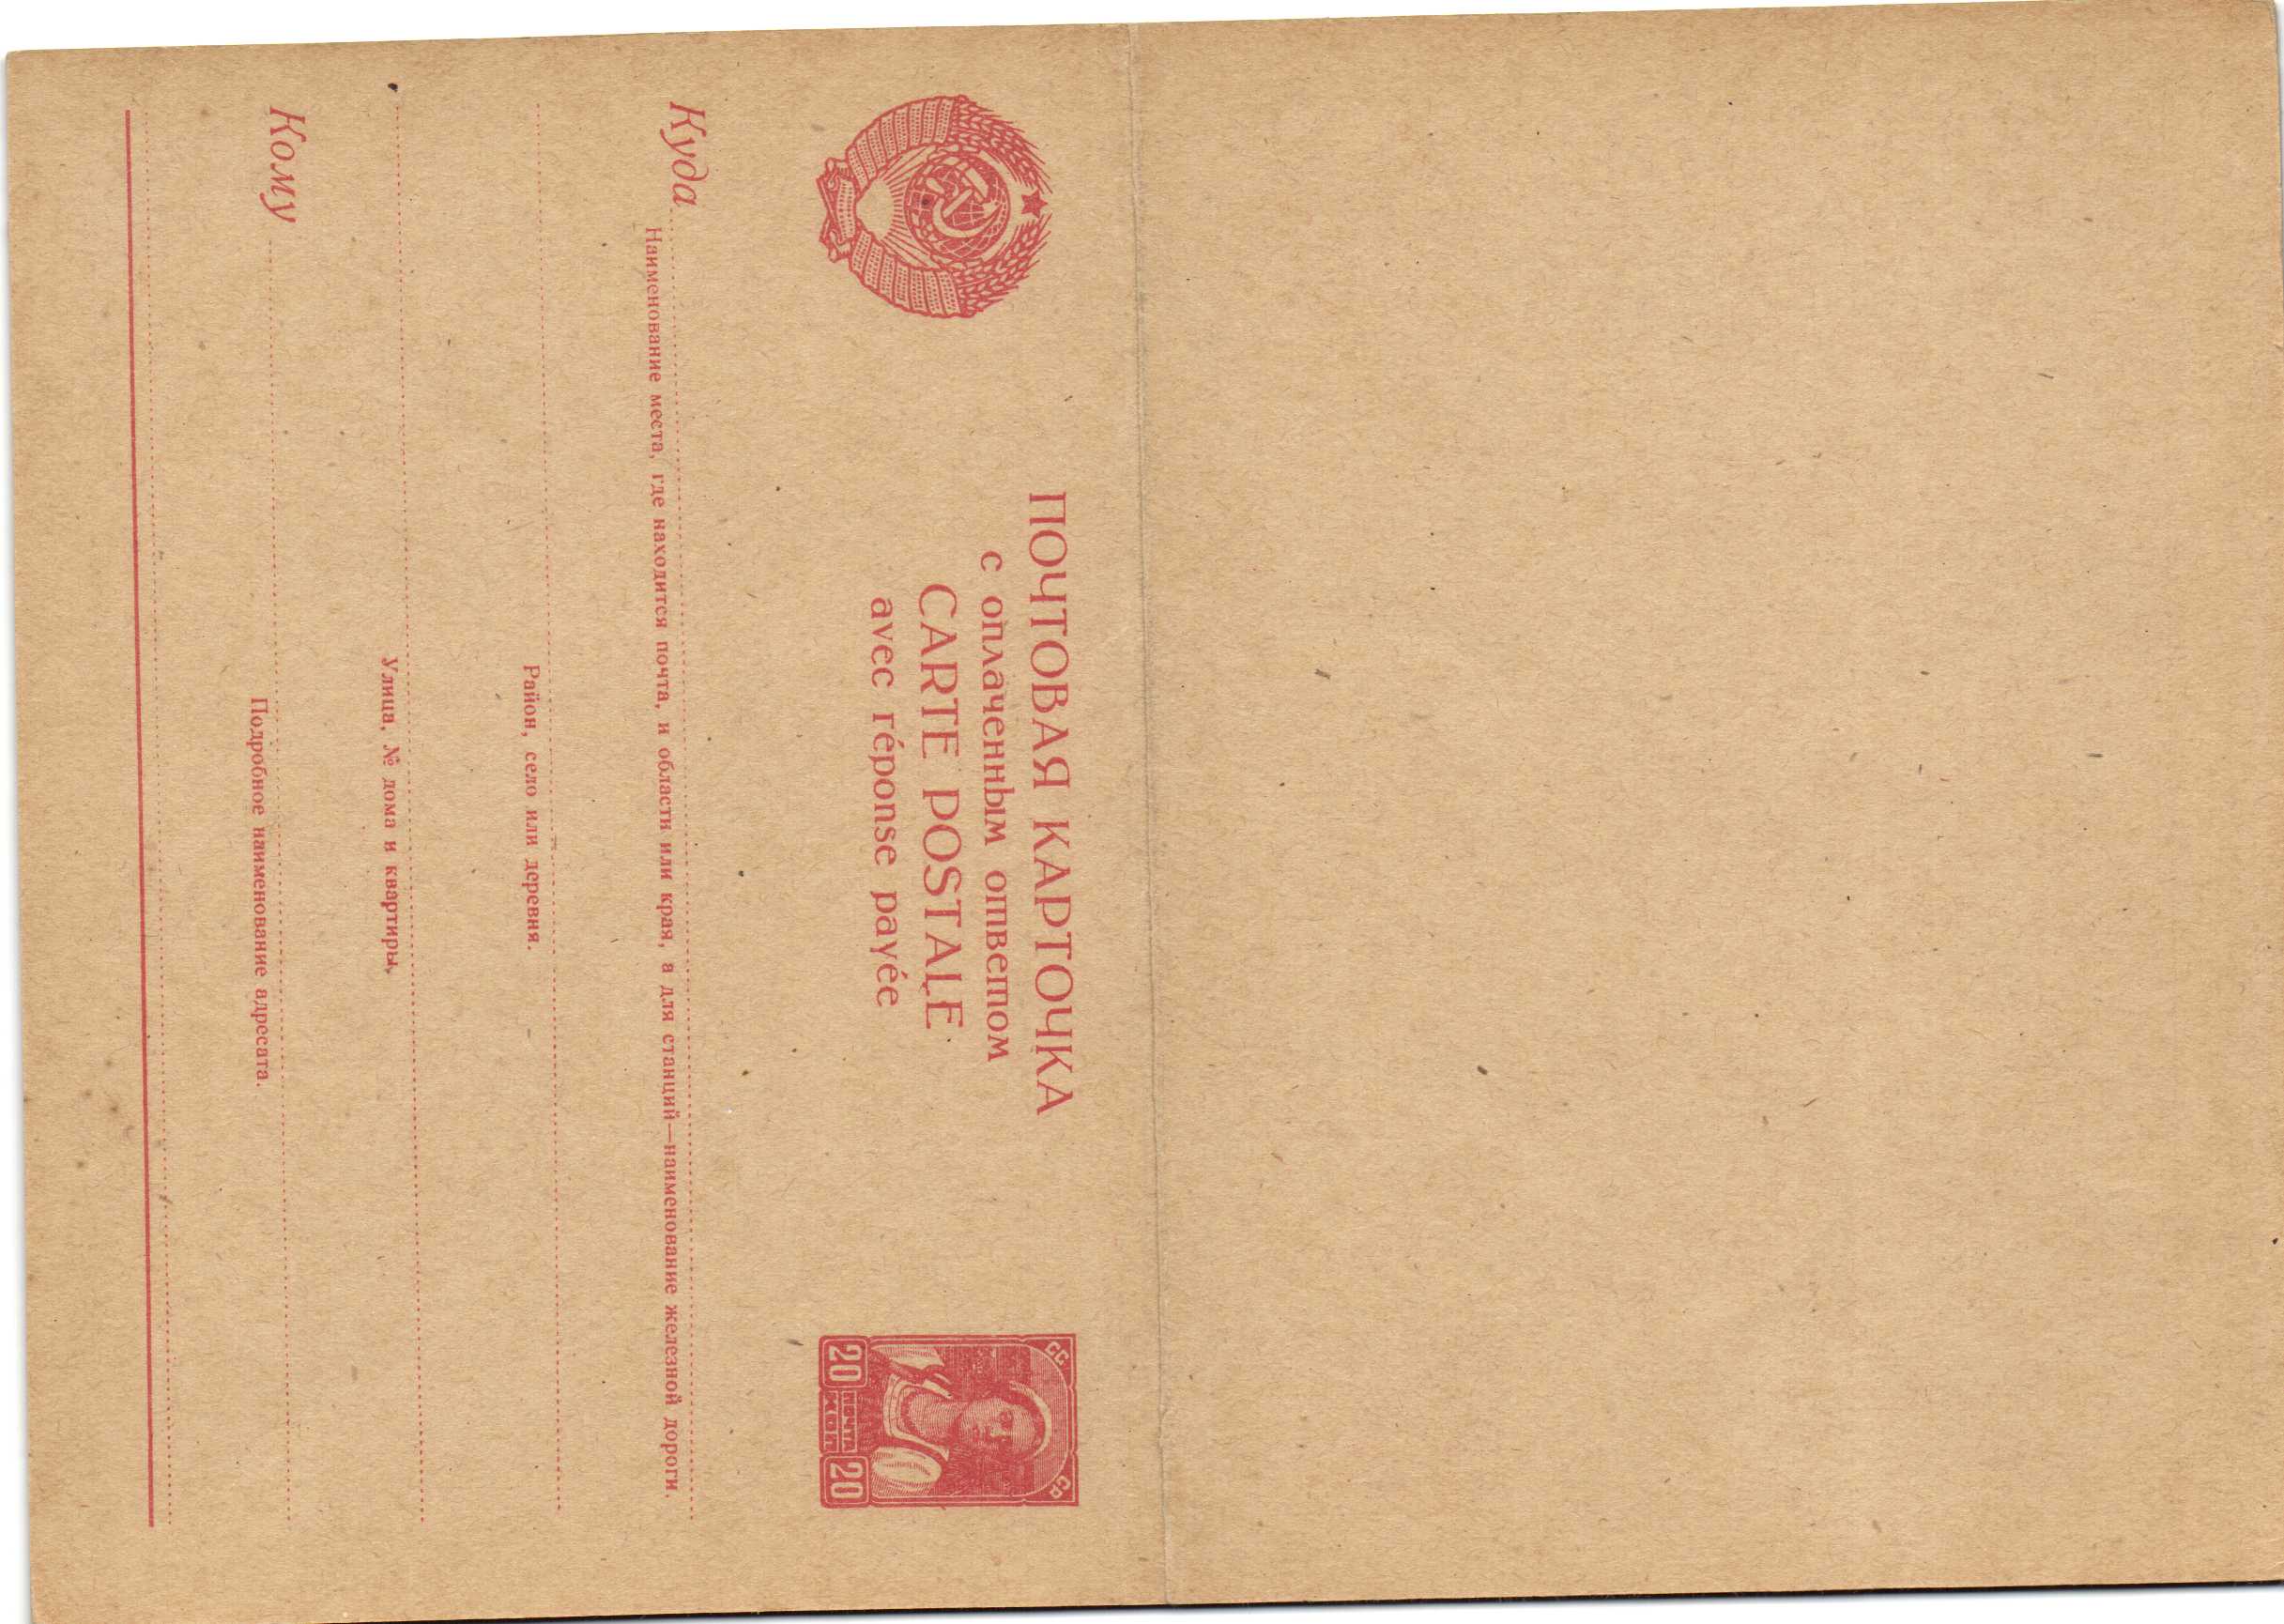 ПОЧТОВАЯ КАРТОЧКА
с оплаченным ответом
CARTE POSTALE
avec réponse payée
СС СР
20 ПОЧТА КОП 20
Куда
Наименование места, где находится почта, и области или края, а для станций—наименование железной дороги.
Район, село или деревня.
Улица, № дома и квартиры.
Кому
Подробное наименование адресата.